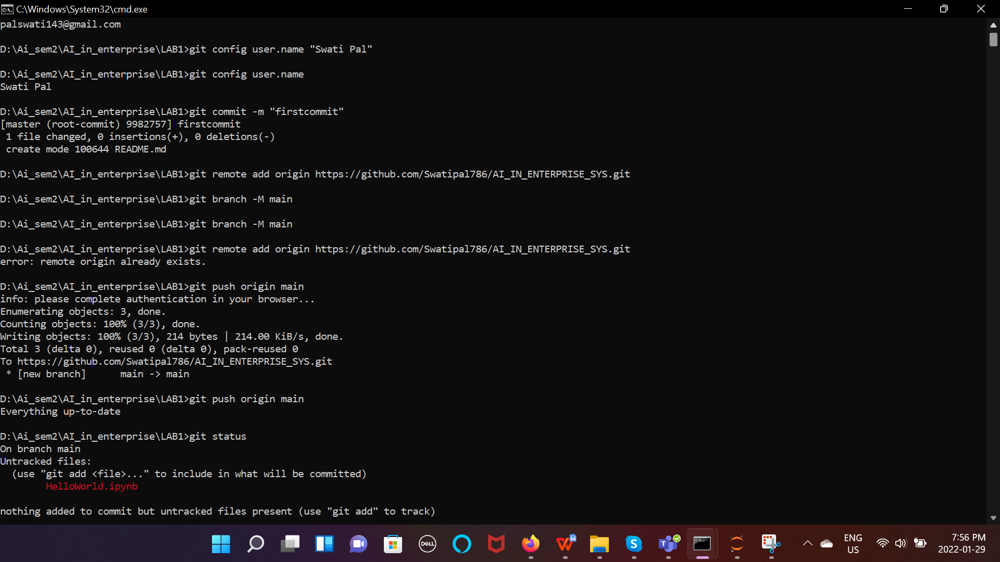 C:\Windows\System32\cmd.exe
palswati143@gmail.com
D:\Ai_sem2\AI_in_enterprise\LAB1>git config user.name "Swati Pal"
D:\Ai_sem2\AI_in_enterprise\LAB1>git config user.name
Swati Pal
D:\Ai_sem2\AI_in_enterprise\LAB1>git commit -m "firstcommit"
[master (root-commit) 9982757] firstcommit
 1 file changed, 0 insertions(+), 0 deletions(-)
 create mode 100644 README.md
D:\Ai_sem2\AI_in_enterprise\LAB1>git remote add origin https://github.com/Swatipal786/AI_IN_ENTERPRISE_SYS.git
D:\Ai_sem2\AI_in_enterprise\LAB1>git branch -M main
D:\Ai_sem2\AI_in_enterprise\LAB1>git branch -M main
D:\Ai_sem2\AI_in_enterprise\LAB1>git remote add origin https://github.com/Swatipal786/AI_IN_ENTERPRISE_SYS.git
error: remote origin already exists.
D:\Ai_sem2\AI_in_enterprise\LAB1>git push origin main
info: please complete authentication in your browser...
Enumerating objects: 3, done.
Counting objects: 100% (3/3), done.
Writing objects: 100% (3/3), 214 bytes | 214.00 KiB/s, done.
Total 3 (delta 0), reused 0 (delta 0), pack-reused 0
To https://github.com/Swatipal786/AI_IN_ENTERPRISE_SYS.git
 * [new branch]      main -> main
D:\Ai_sem2\AI_in_enterprise\LAB1>git push origin main
Everything up-to-date
D:\Ai_sem2\AI_in_enterprise\LAB1>git status
On branch main
Untracked files:
  (use "git add <file>..." to include in what will be committed)
        HelloWorld.ipynb
nothing added to commit but untracked files present (use "git add" to track)
DELL
ENG
US
7:56 PM
2022-01-29